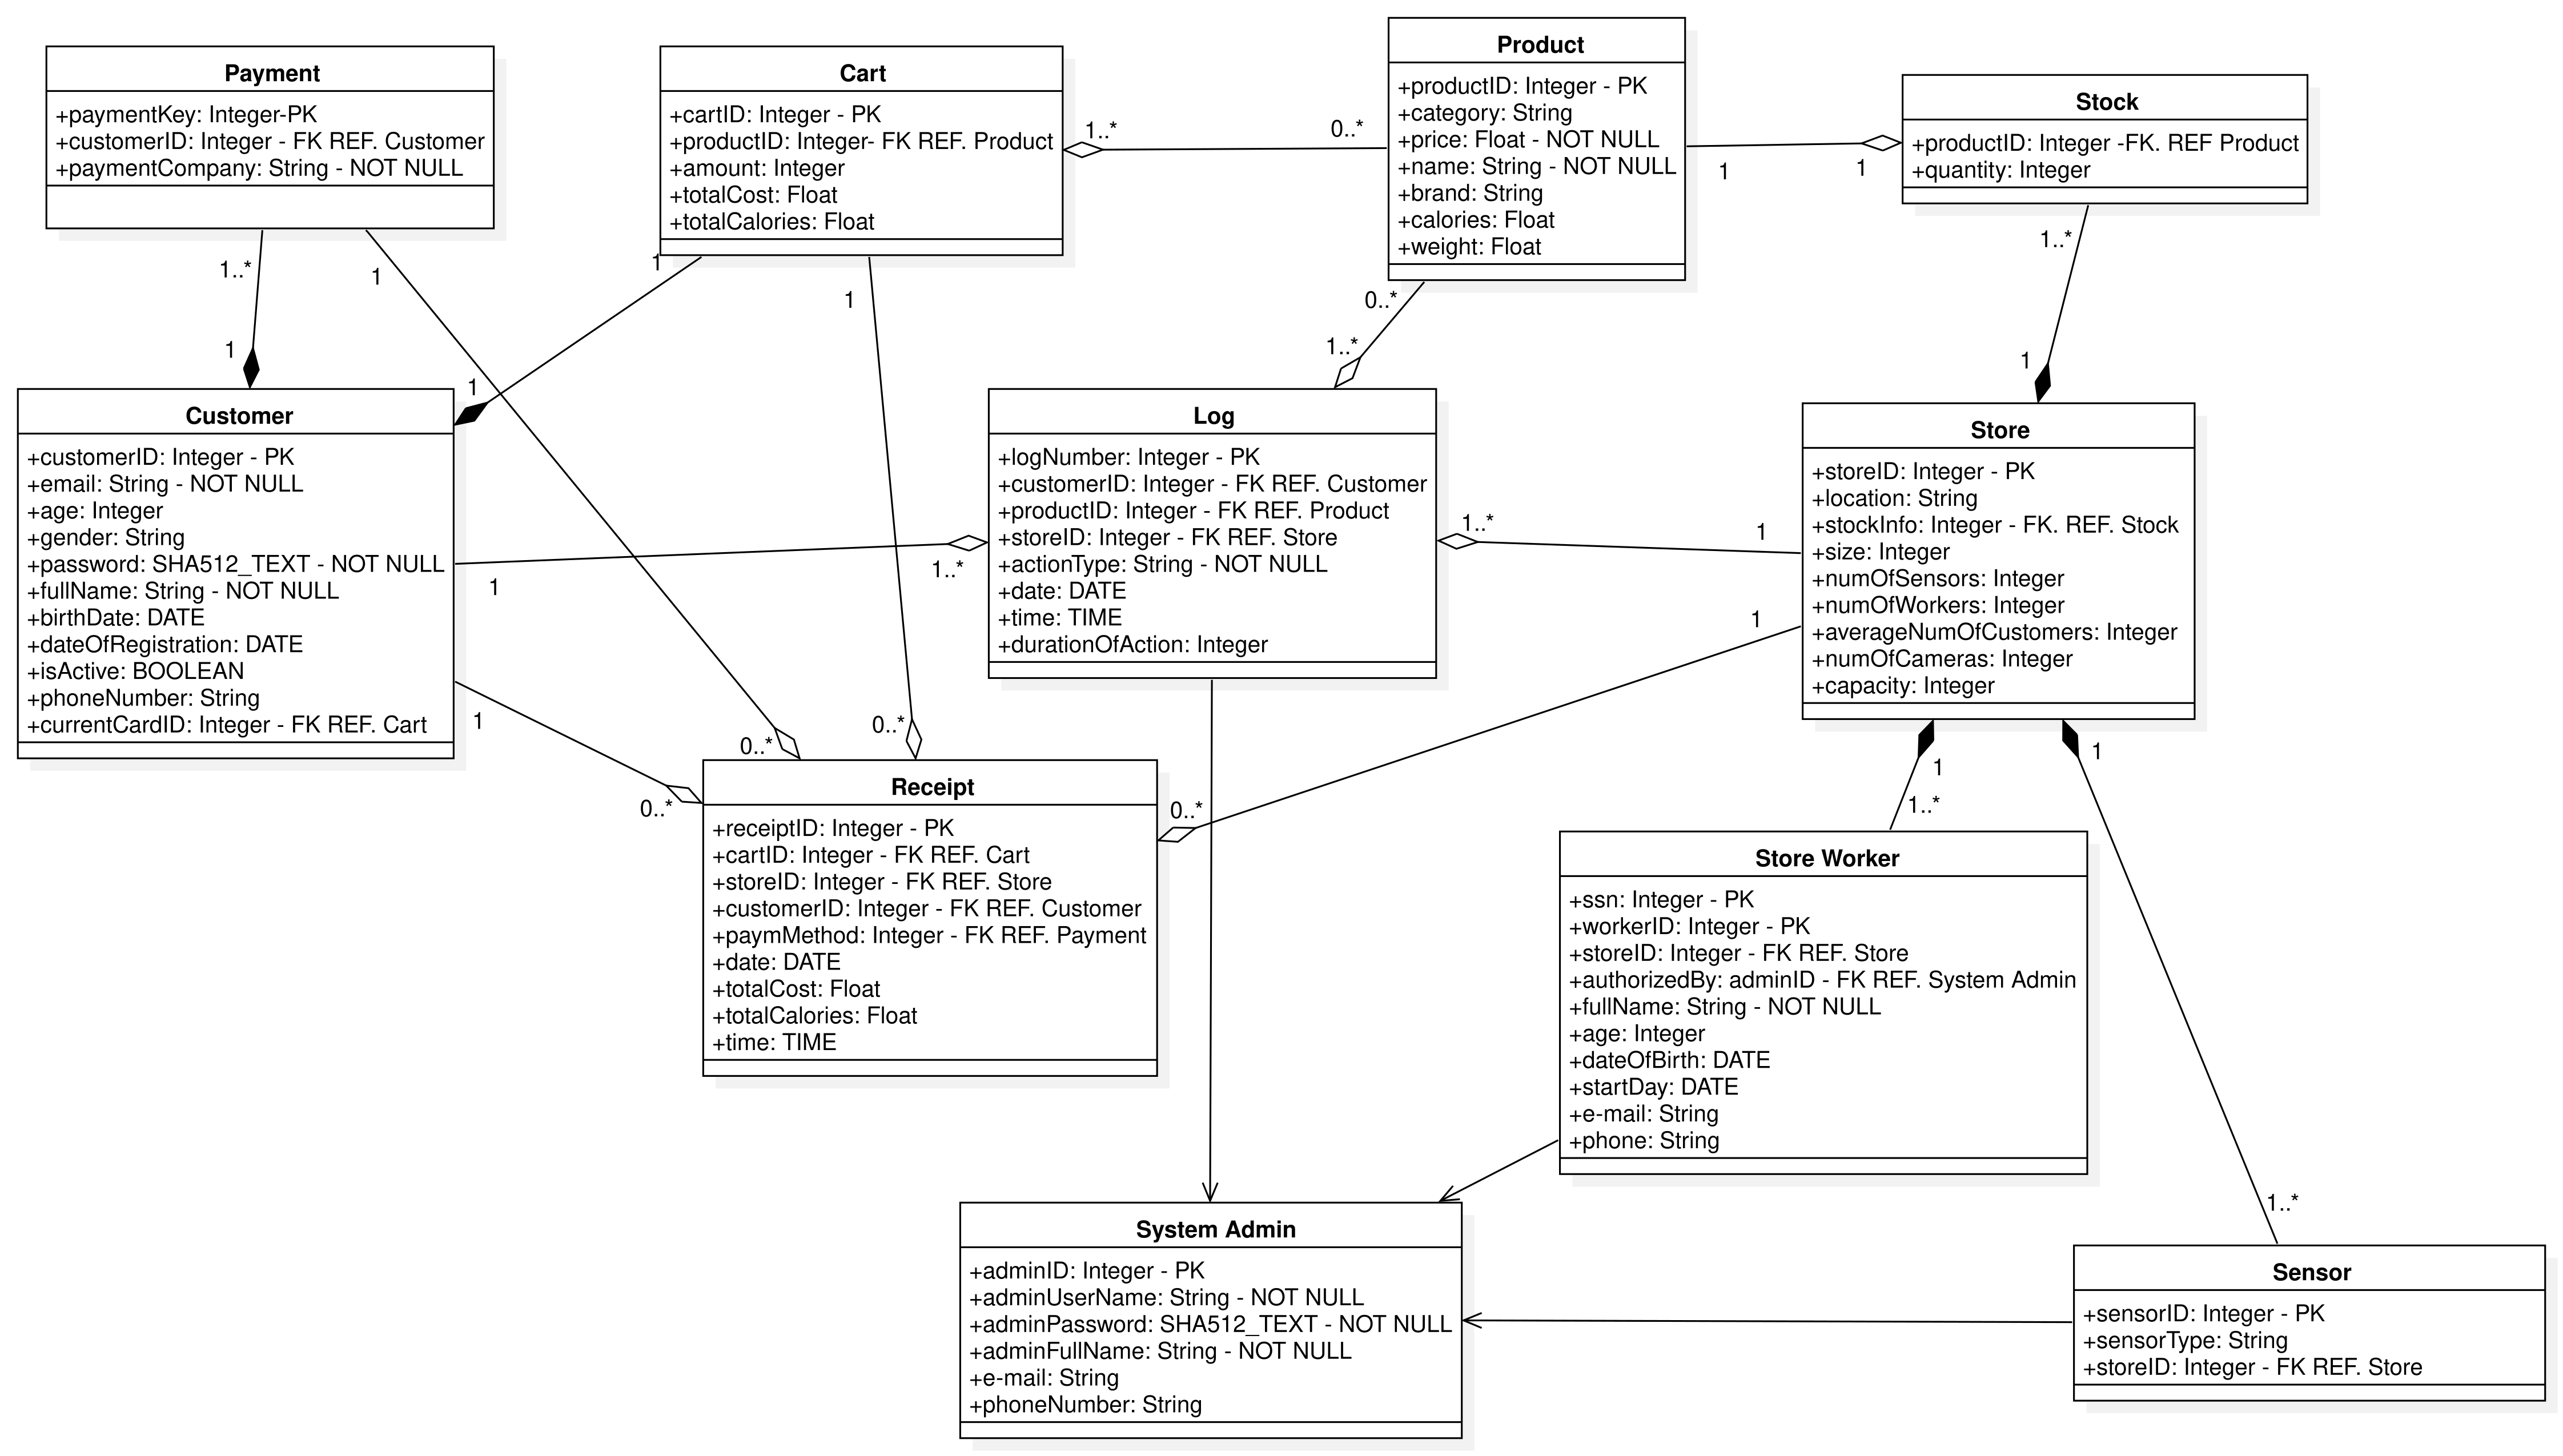 Payment
+paymentKey: Integer-PK
+customerID: Integer - FK REF. Customer
+paymentCompany: String - NOT NULL
Cart
+cartID: Integer - PK
+productID: Integer- FK REF. Product
+amount: Integer
+totalCost: Float
+totalCalories: Float
Product
+productID: Integer - PK
+category: String
+price: Float - NOT NULL
+name: String - NOT NULL
+brand: String
+calories: Float
+weight: Float
Stock
+productID: Integer -FK. REF Product
+quantity: Integer
1..*
0..*
1
1
1..*
1
1
1
1
1
0..*
1..*
1..*
1
Customer
+customerID: Integer - PK
+email: String - NOT NULL
+age: Integer
+gender: String
+password: SHA512_TEXT - NOT NULL
+fullName: String - NOT NULL
+birthDate: DATE
+dateOfRegistration: DATE
+isActive: BOOLEAN
+phoneNumber: String
+currentCardID: Integer - FK REF. Cart
Log
+logNumber: Integer - PK
+customerID: Integer - FK REF. Customer
+productID: Integer - FK REF. Product
+storeID: Integer - FK REF. Store
+actionType: String - NOT NULL
+date: DATE
+time: TIME
+durationOfAction: Integer
Store
+storeID: Integer - PK
+location: String
+stockInfo: Integer - FK. REF. Stock
+size: Integer
+numOfSensors: Integer
+numOfWorkers: Integer
+averageNumOfCustomers: Integer
+numOfCameras: Integer
+capacity: Integer
1
1..*
1..*
1
1
1
0..*
0..*
0..*
0..*
1
1..*
1
1..*
Receipt
+receiptID: Integer - PK
+cartID: Integer - FK REF. Cart
+storeID: Integer - FK REF. Store
+customerID: Integer - FK REF. Customer
+paymMethod: Integer - FK REF. Payment
+date: DATE
+totalCost: Float
+totalCalories: Float
+time: TIME
Store Worker
+ssn: Integer - PK
+workerID: Integer - PK
+storeID: Integer - FK REF. Store
+authorizedBy: adminID - FK REF. System Admin
+fullName: String - NOT NULL
+age: Integer
+dateOfBirth: DATE
+startDay: DATE
+e-mail: String
+phone: String
System Admin
+adminID: Integer - PK
+adminUserName: String - NOT NULL
+adminPassword: SHA512_TEXT - NOT NULL
+adminFullName: String - NOT NULL
+e-mail: String
+phoneNumber: String
Sensor
+sensorID: Integer - PK
+sensorType: String
+storeID: Integer - FK REF. Store